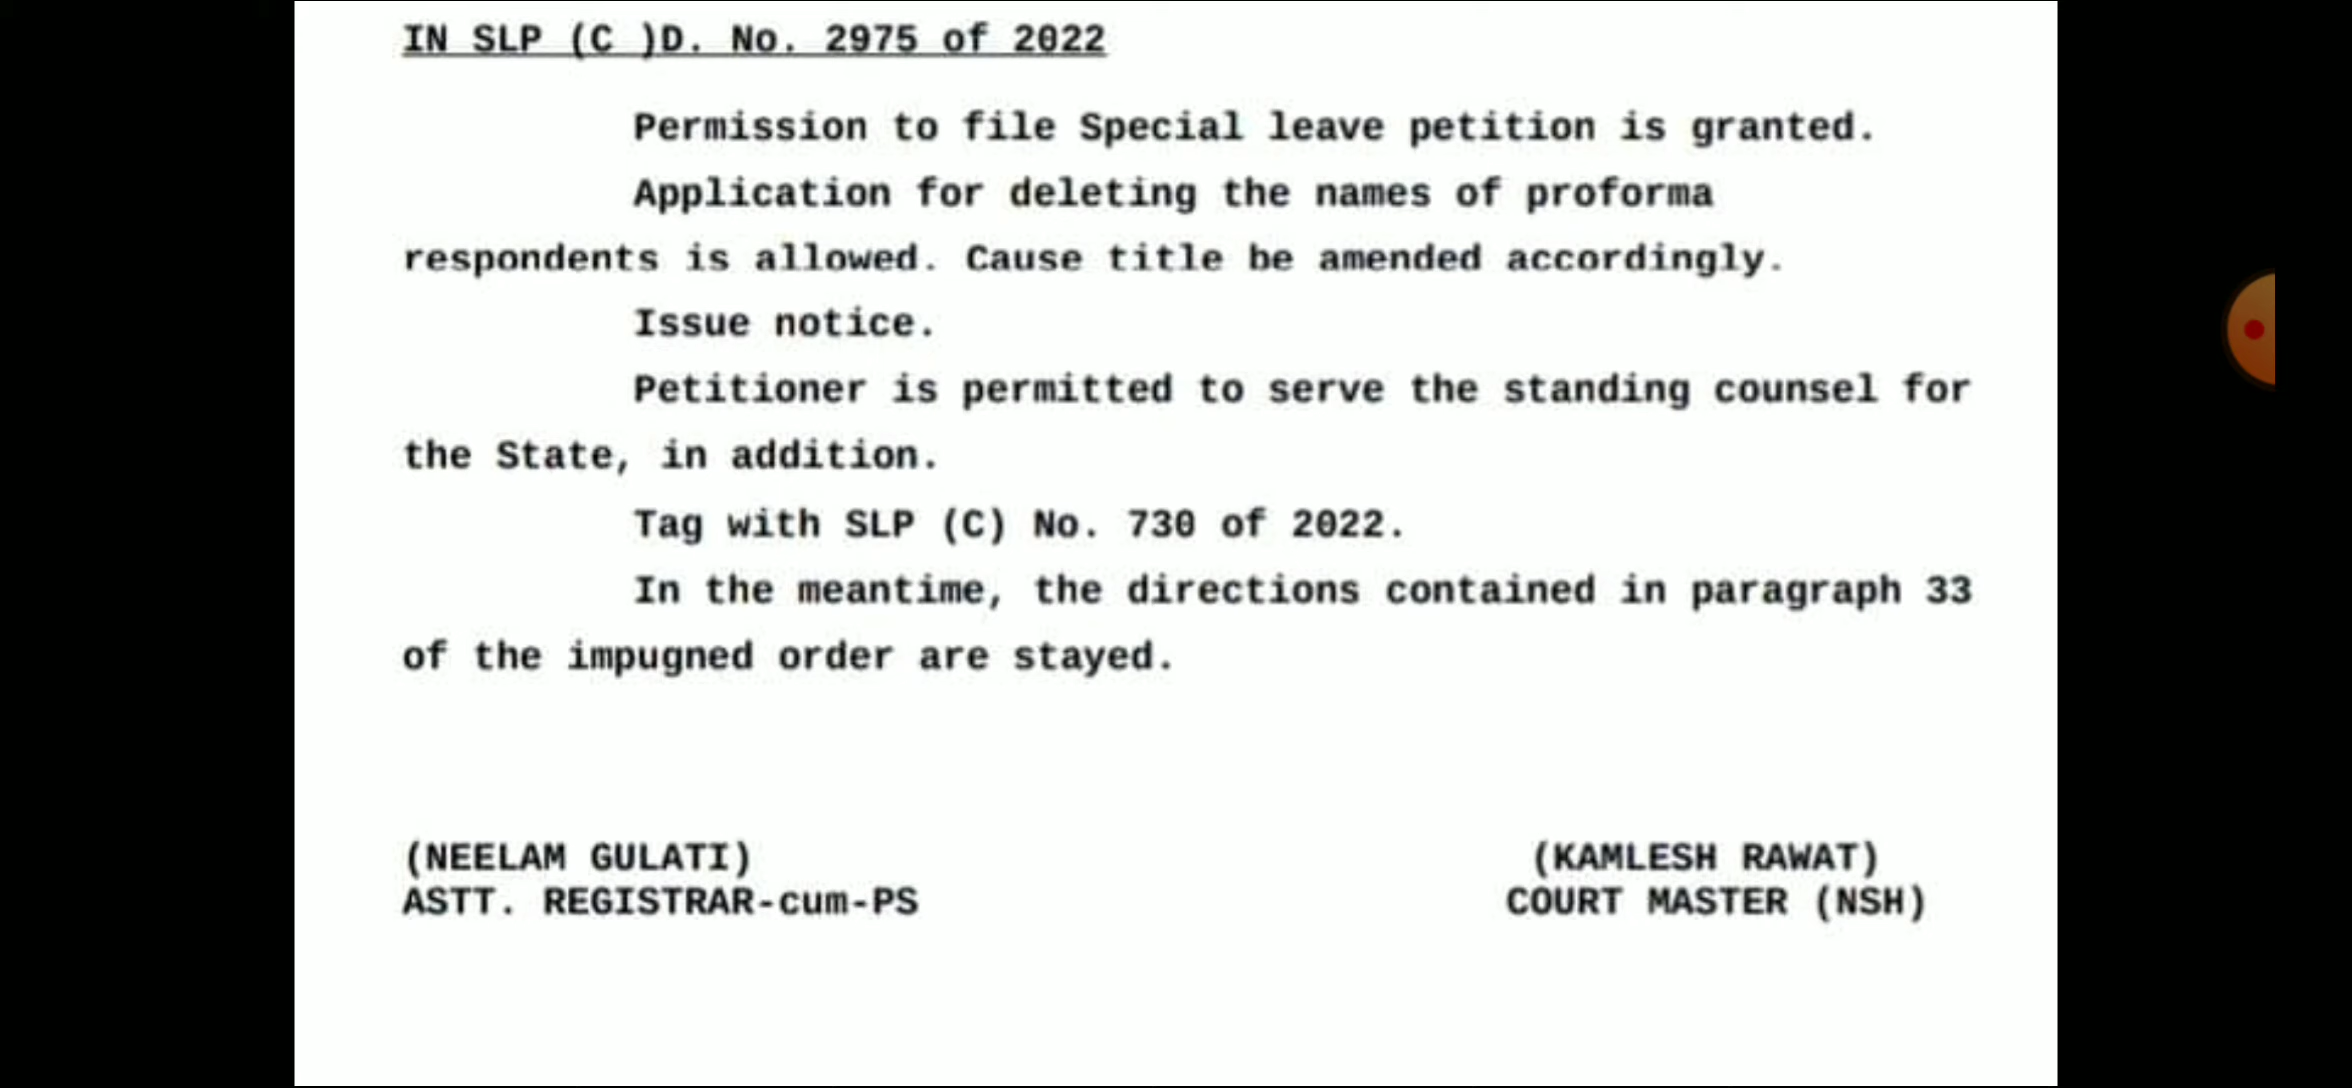 IN SLP (C )D. No. 2975 of 2022
Permission to file Special leave petition is granted.
Application for deleting the names of proforma
respondents is allowed. Cause title be amended accordingly.
Issue notice.
Petitioner is permitted to serve the standing counsel for
the State, in addition.
Tag with SLP (C) No. 730 of 2022.
In the meantime, the directions contained in paragraph 33
of the impugned order are stayed.
(NEELAM GULATI) (KAMLESH RAWAT)
ASTT. REGISTRAR-cum-PS COURT MASTER (NSH)